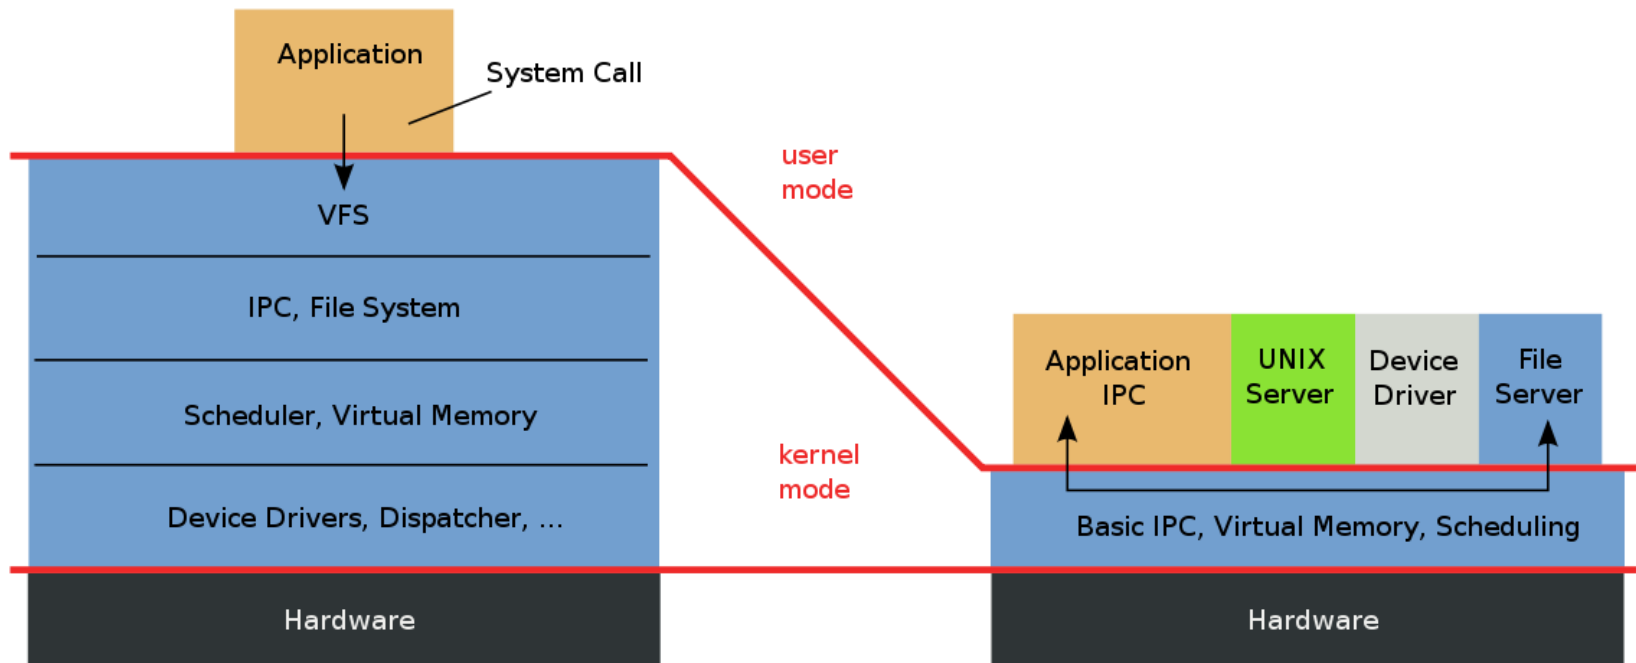 Application
System Call
VFS
IPC, File System
Scheduler, Virtual Memory
Device Drivers, Dispatcher, ...
Hardware
user
mode
kernel
mode
Application
IPC
UNIX
Server
Device
Driver
File
Server
Basic IPC, Virtual Memory, Scheduling
Hardware